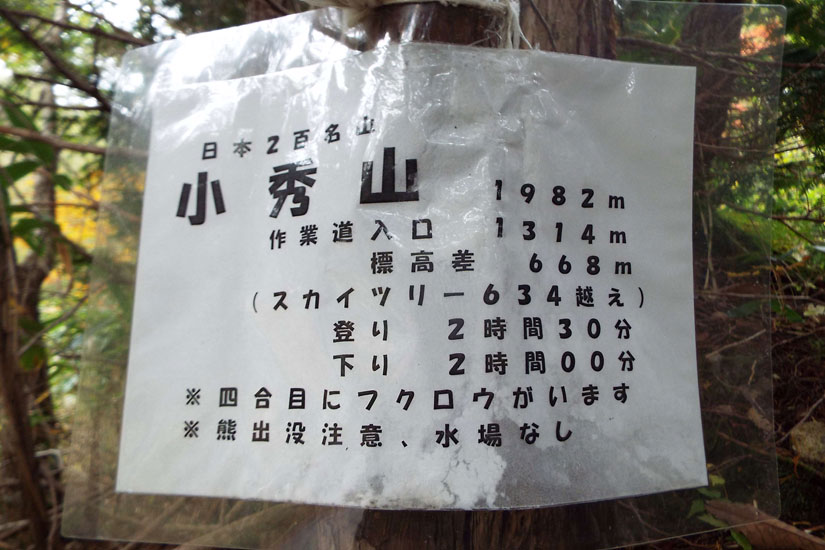 日本2百名山
小秀山 1982m
作業道入口 1314m
標高差 668m
(スカイツリー634越え)
登り 2時間30分
下り 2時間00分
※四合目にフクロウがいます
※熊出没注意、水場なし